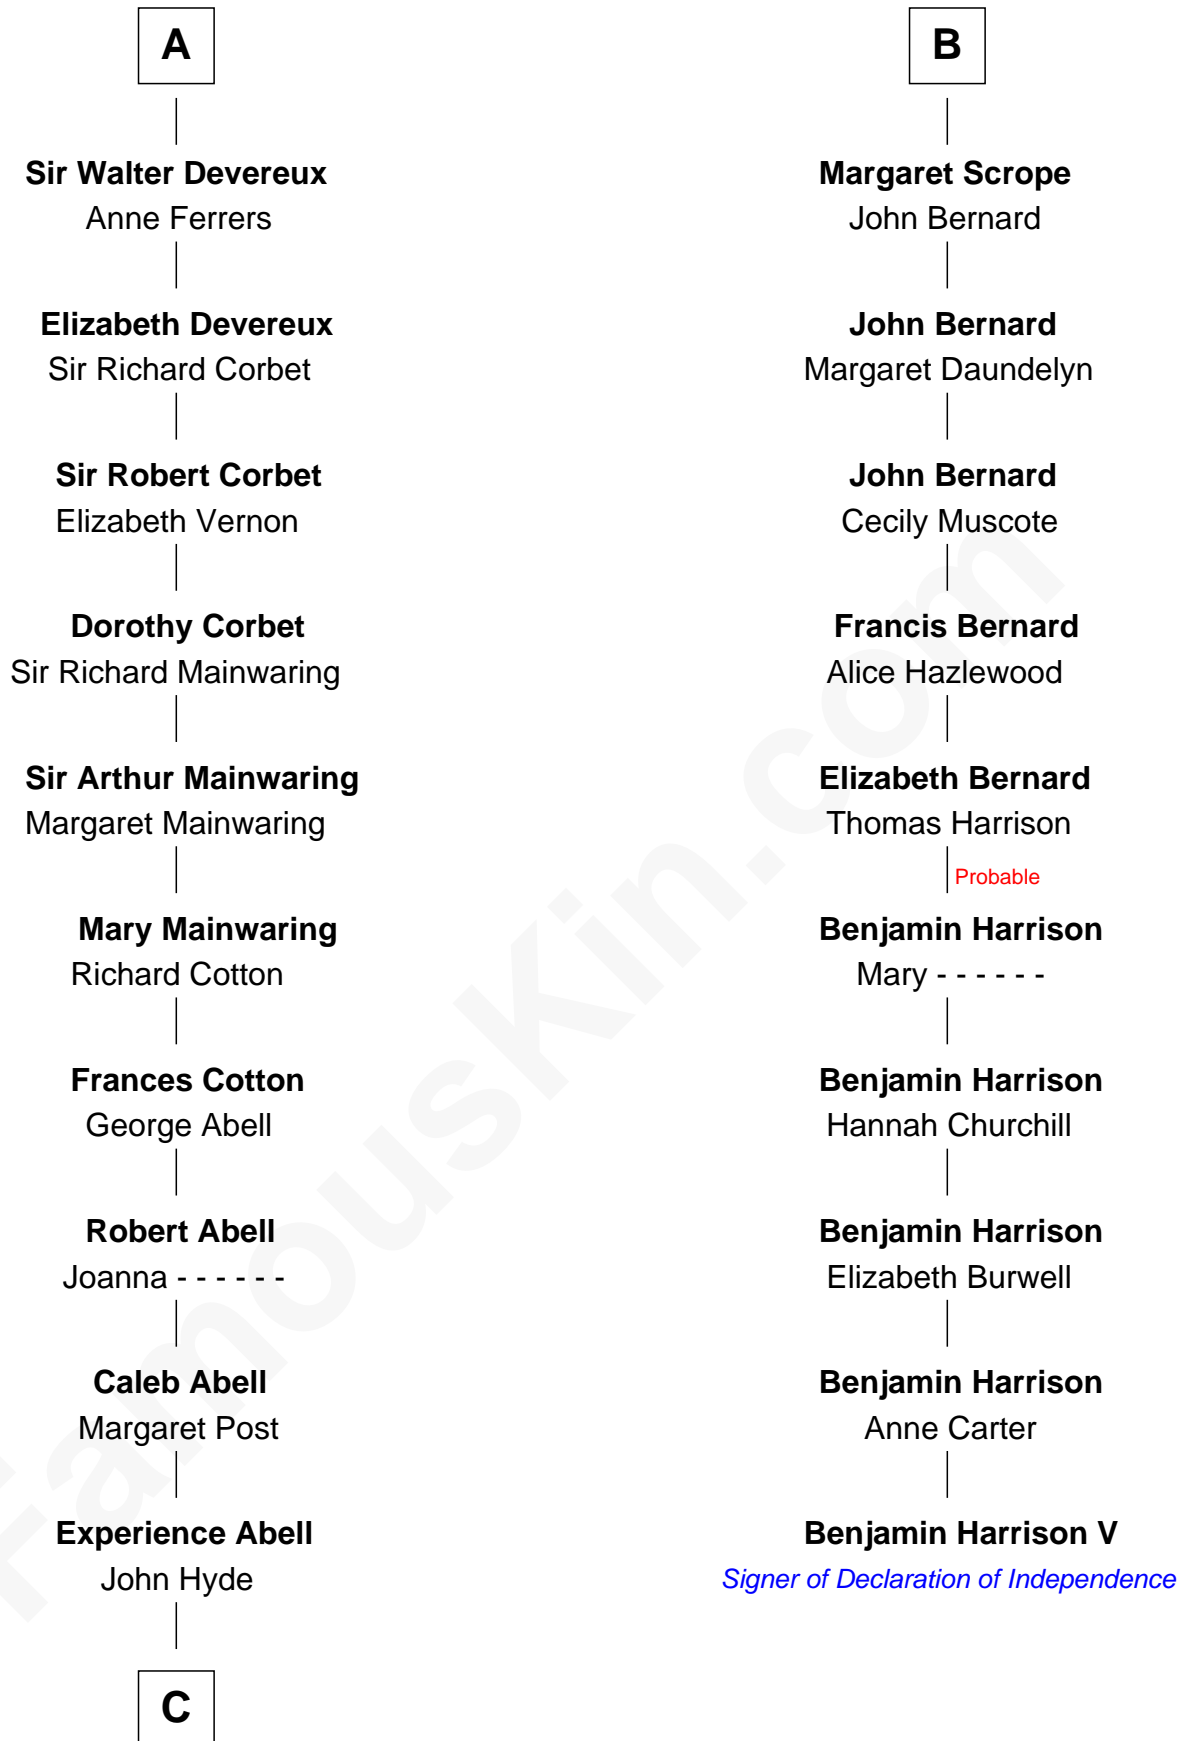 A
Sir Walter Devereux
Anne Ferrers
Elizabeth Devereux
Sir Richard Corbet
Sir Robert Corbet
Elizabeth Vernon
Dorothy Corbet
Sir Richard Mainwaring
Sir Arthur Mainwaring
Margaret Mainwaring
Mary Mainwaring
Richard Cotton
Frances Cotton
George Abell
Robert Abell
Joanna - - - - - -
Caleb Abell
Margaret Post
Experience Abell
John Hyde
C
B
Margaret Scrope
John Bernard
John Bernard
Margaret Daundelyn
John Bernard
Cecily Muscote
Francis Bernard
Alice Hazlewood
Elizabeth Bernard
Thomas Harrison
Probable
Benjamin Harrison
Mary - - - - - -
Benjamin Harrison
Hannah Churchill
Benjamin Harrison
Elizabeth Burwell
Benjamin Harrison
Anne Carter
Benjamin Harrison V
Signer of Declaration of Independence
FamousKin.com